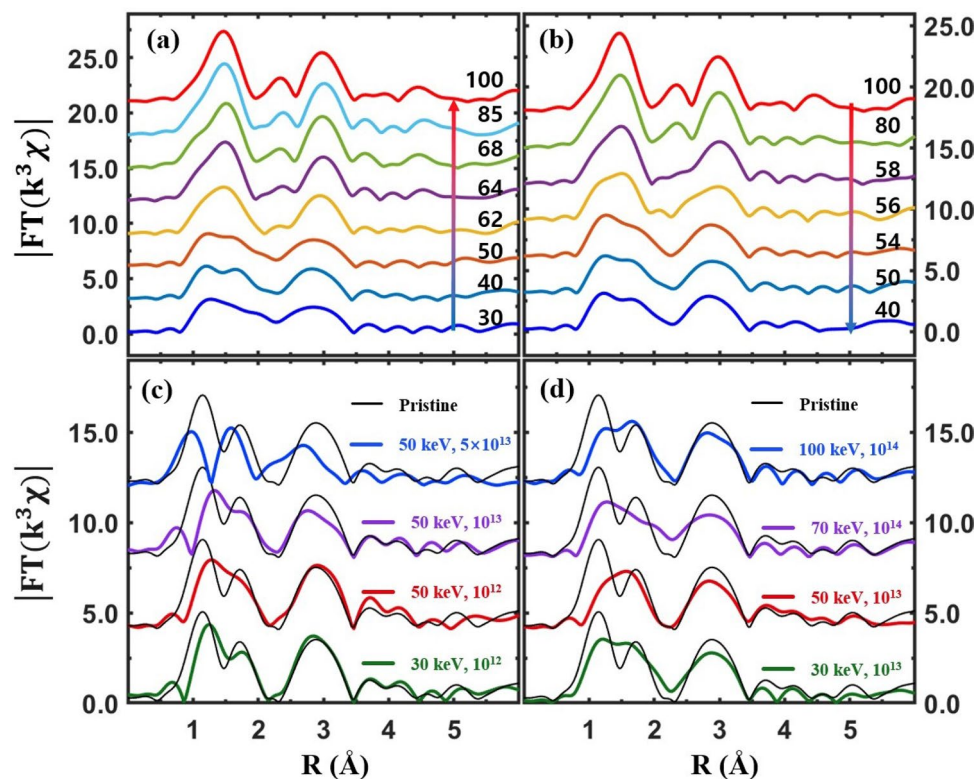 (a)
(b)
|FT(k³χ)|
25.0
20.0
15.0
10.0
5.0
0.0
100
85
68
64
62
50
40
30
100
80
58
56
54
50
40
25.0
20.0
15.0
10.0
5.0
0.0
(c)
(d)
|FT(k³χ)|
15.0
10.0
5.0
0.0
Pristine
50 keV, 5×10¹³
50 keV, 10¹³
50 keV, 10¹²
30 keV, 10¹²
Pristine
100 keV, 10¹⁴
70 keV, 10¹⁴
50 keV, 10¹³
30 keV, 10¹³
15.0
10.0
5.0
0.0
1 2 3 4 5
1 2 3 4 5
R (Å)
R (Å)